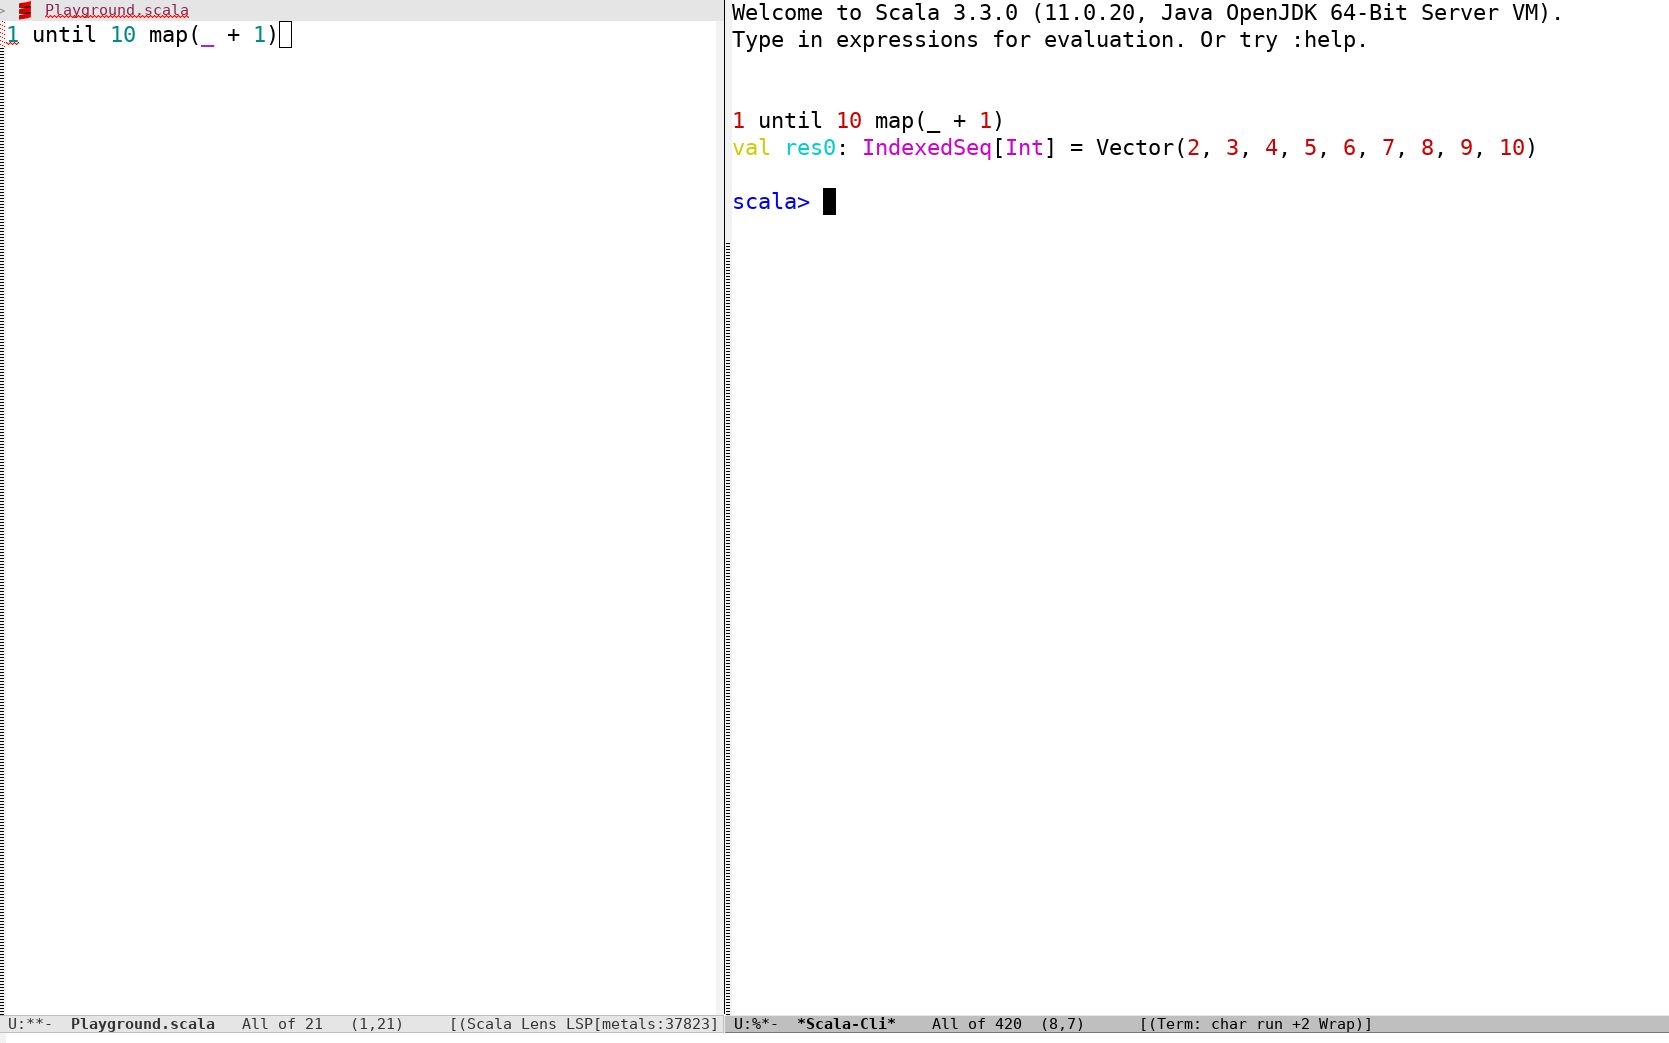 Playground.scala
1 until 10 map(_ + 1)
U:**-  Playground.scala   All of 21   (1,21)     [(Scala Lens LSP[metals:37823]
Welcome to Scala 3.3.0 (11.0.20, Java OpenJDK 64-Bit Server VM).
Type in expressions for evaluation. Or try :help.
1 until 10 map(_ + 1)
val res0: IndexedSeq[Int] = Vector(2, 3, 4, 5, 6, 7, 8, 9, 10)
scala>
U:%*-  *Scala-Cli*    All of 420  (8,7)      [(Term: char run +2 Wrap)]